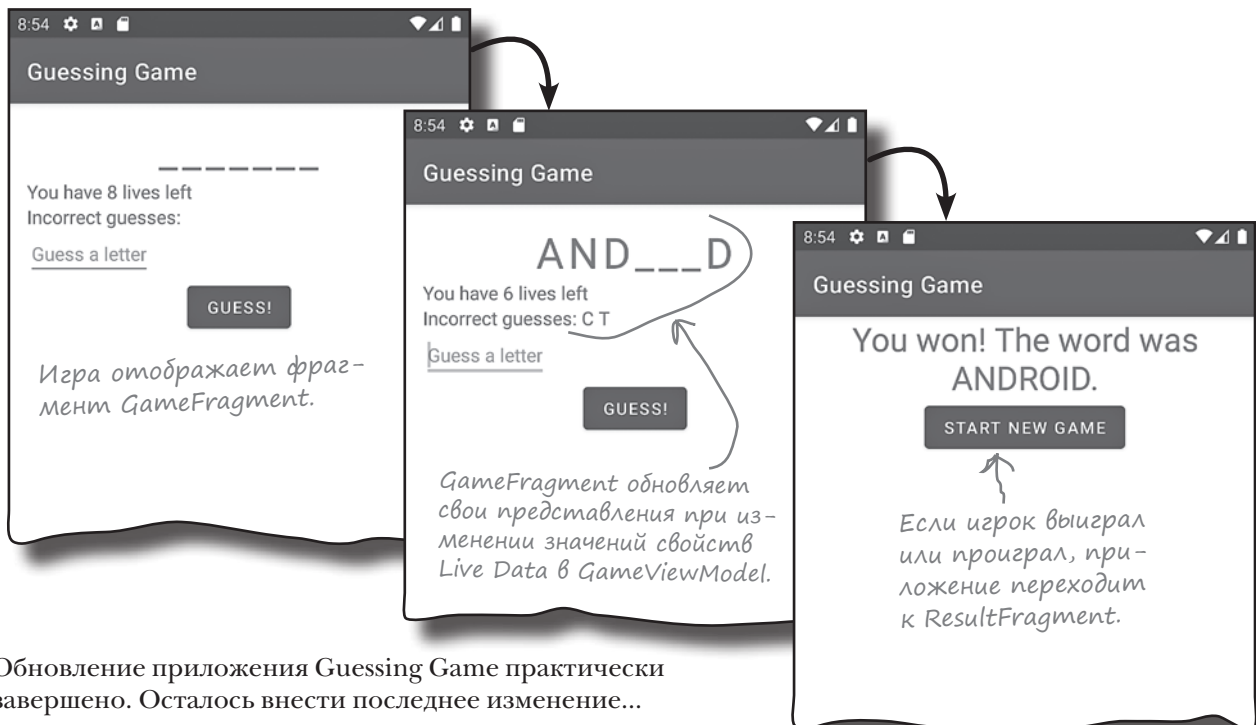 8:54
Guessing Game
_______
You have 8 lives left
Incorrect guesses:
Guess a letter
GUESS!
Игра отображает фраг-
мент GameFragment.
8:54
Guessing Game
AND___D
You have 6 lives left
Incorrect guesses: C T
Guess a letter
GUESS!
GameFragment обновляет
свои представления при из-
менении значений свойств
Live Data в GameViewModel.
8:54
Guessing Game
You won! The word was
ANDROID.
START NEW GAME
Если игрок выиграл
или проиграл, при-
ложение переходит
к ResultFragment.
Обновление приложения Guessing Game практически
завершено. Осталось внести последнее изменение...